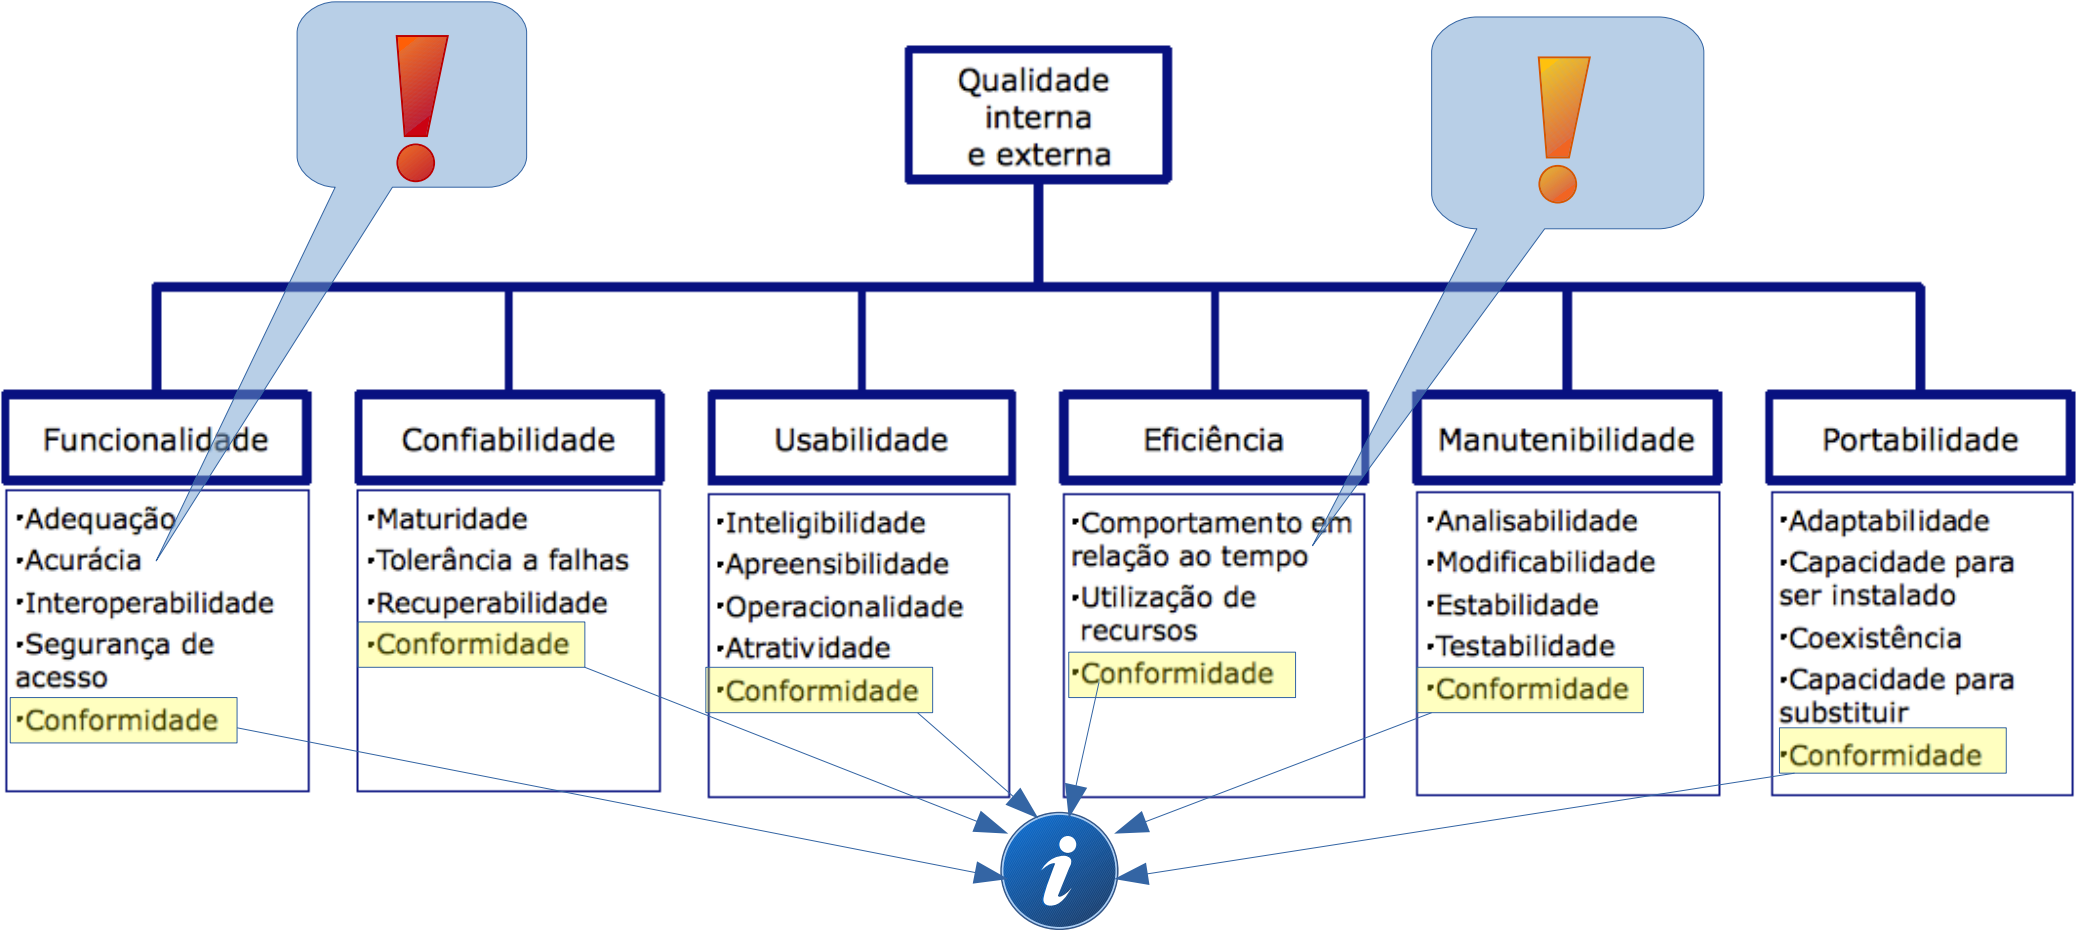 !
!
Qualidade
interna
e externa
Funcionalidade
·Adequação
·Acurácia
·Interoperabilidade
·Segurança de
acesso
·Conformidade
Confiabilidade
·Maturidade
·Tolerância a falhas
·Recuperabilidade
·Conformidade
Usabilidade
·Inteligibilidade
·Apreensibilidade
·Operacionalidade
·Atratividade
·Conformidade
Eficiência
·Comportamento em
relação ao tempo
·Utilização de
recursos
·Conformidade
Manutenibilidade
·Analisabilidade
·Modificabilidade
·Estabilidade
·Testabilidade
·Conformidade
Portabilidade
·Adaptabilidade
·Capacidade para
ser instalado
·Coexistência
·Capacidade para
substituir
·Conformidade
i